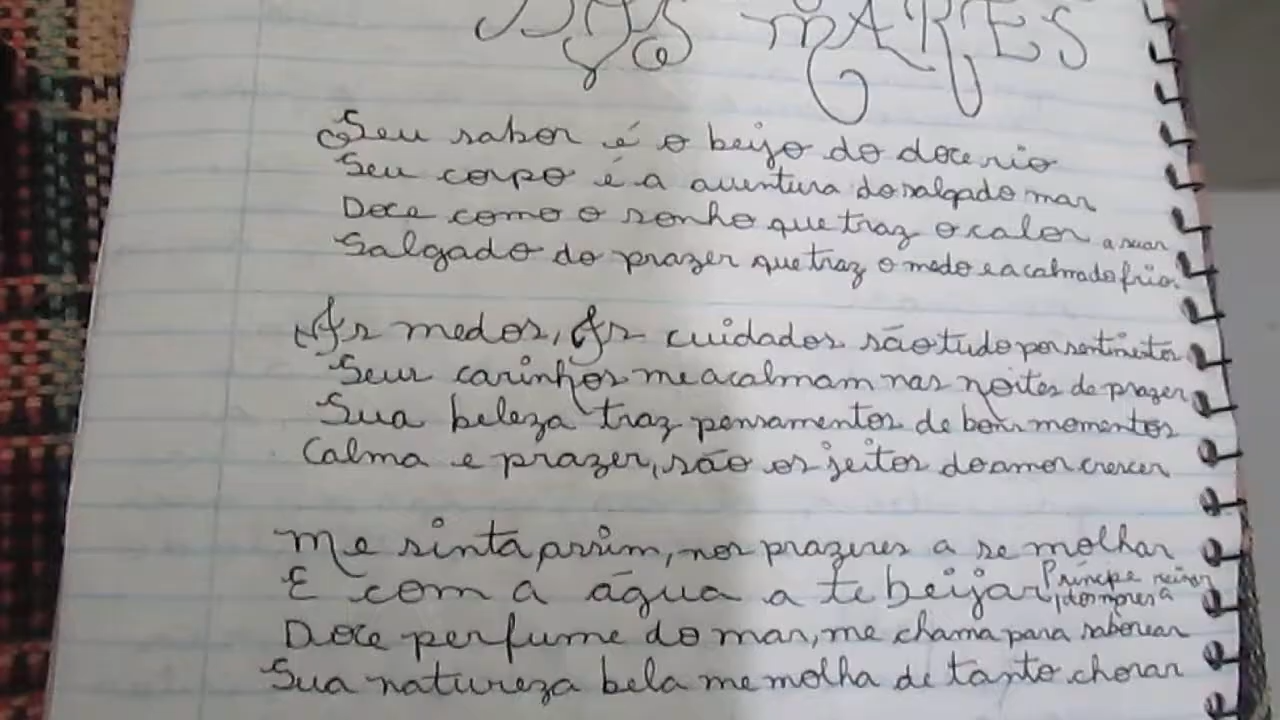 DOS MARES
Seu sabor é o beijo do doce rio
Seu corpo é a aventura do salgado mar
Doce como o sonho que traz o calor a suar
Salgado do prazer que traz o medo e a calma do frio.
Os medos, Os cuidados são tudo por sentimentos
Seus carinhos me acalmam nas noites de prazer
Sua beleza traz pensamentos de bons momentos
Calma e prazer, são os jeitos do amor crescer
Me sinta assim, nos prazeres a se molhar
E com a água a te beijar, Príncipe
Doce perfume do mar, me chama para saborear
Sua natureza bela me molha de tanto chorar